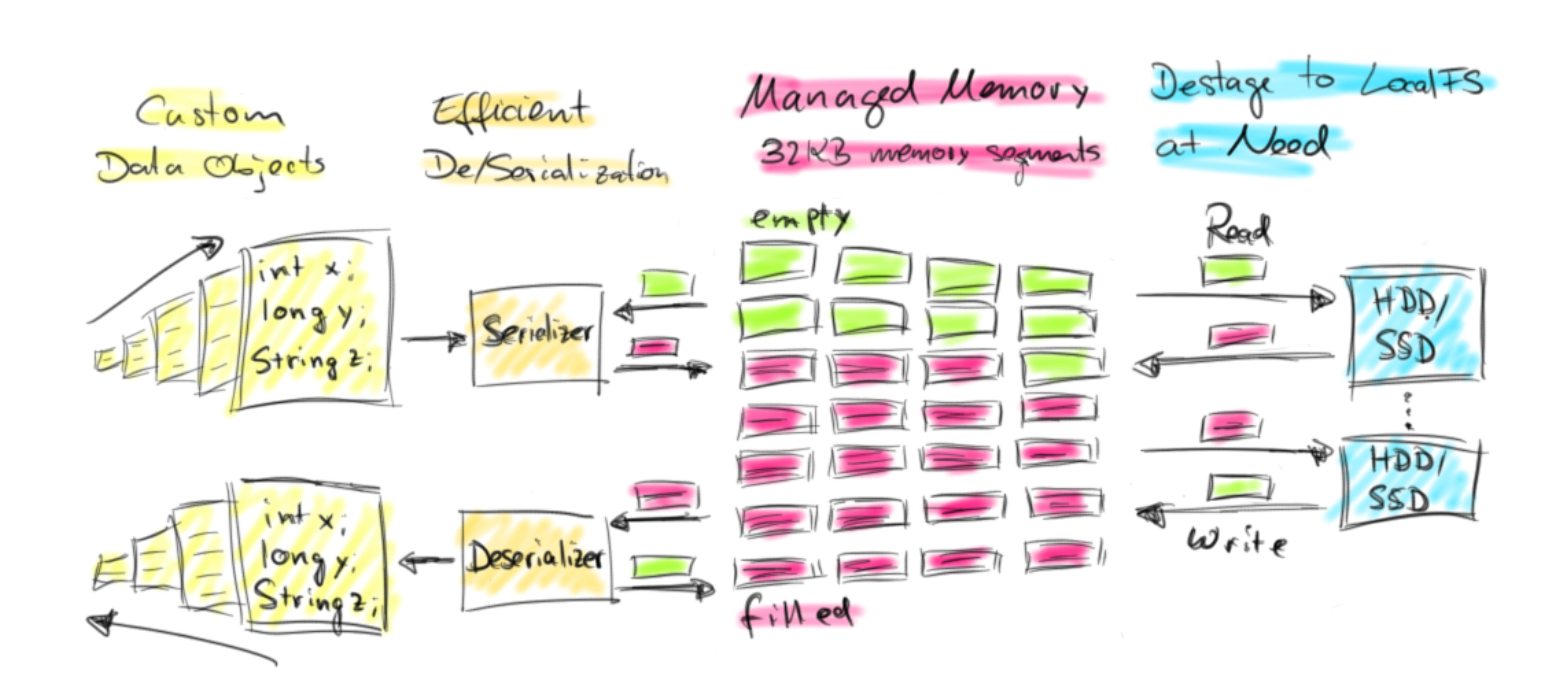 Custom
Data Objects
Efficient
De/Serialization
Managed Memory
32KB memory segments
Destage to LocalFS
at Need
empty
Read
int x;
long y;
String z;
Serializer
HDD/
SSD
HDD/
SSD
int x;
long y;
String z;
Deserializer
Write
filled